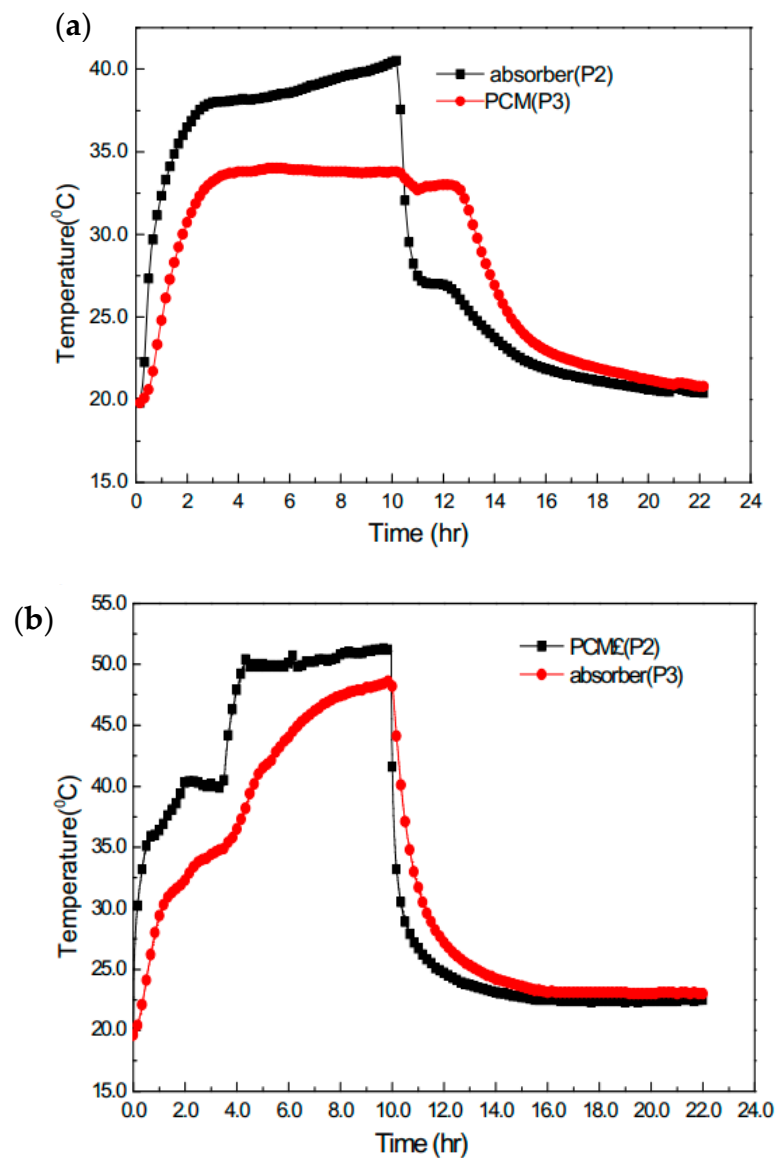 (a)
40.0
35.0
30.0
25.0
20.0
15.0
Temperature(⁰C)
absorber(P2)
PCM(P3)
0 2 4 6 8 10 12 14 16 18 20 22 24
Time (hr)
(b)
55.0
50.0
45.0
40.0
35.0
30.0
25.0
20.0
15.0
Temperature(⁰C)
PCM£(P2)
absorber(P3)
0.0 2.0 4.0 6.0 8.0 10.0 12.0 14.0 16.0 18.0 20.0 22.0 24.0
Time (hr)